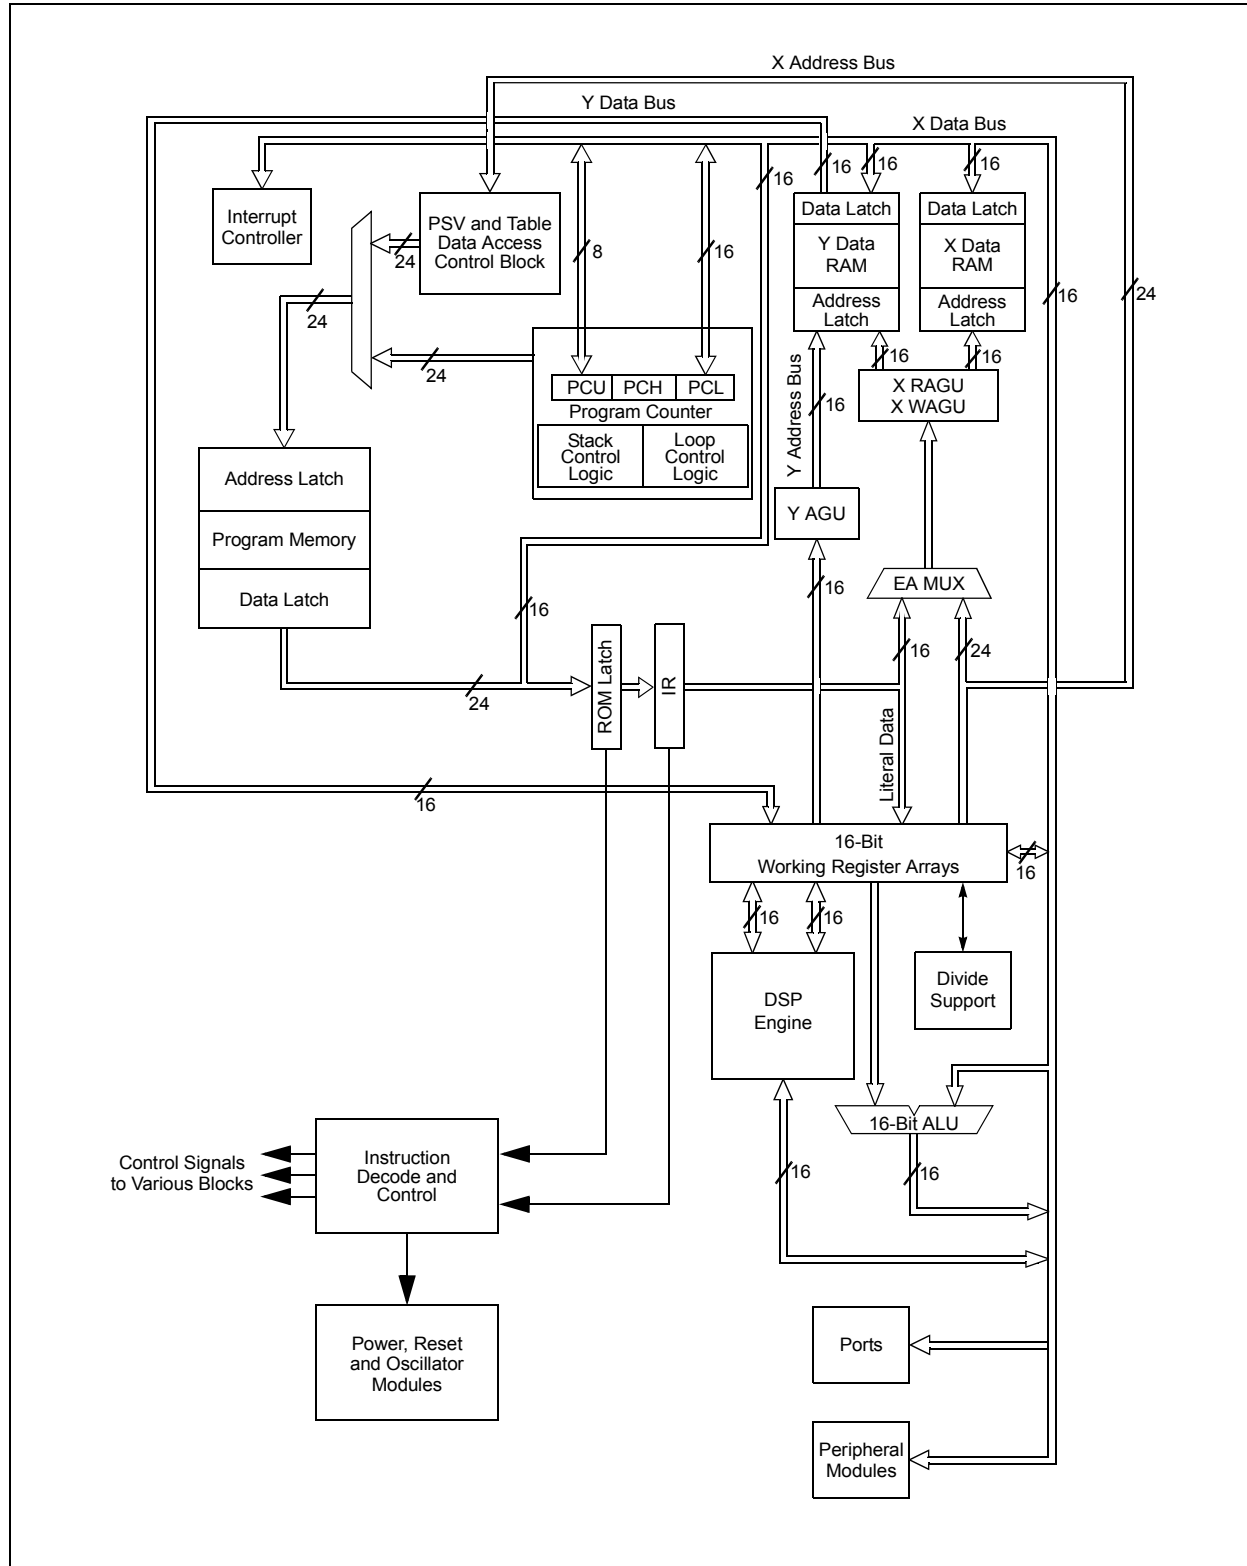 X Address Bus
Y Data Bus
X Data Bus
16
16
16
16
Interrupt
Controller
PSV and Table
Data Access
Control Block
24
8
16
Data Latch
Y Data
RAM
Address
Latch
Data Latch
X Data
RAM
Address
Latch
16
24
24
24
16
16
PCU
PCH
PCL
Program Counter
Stack
Control
Logic
Loop
Control
Logic
Y Address Bus
16
X RAGU
X WAGU
Address Latch
Program Memory
Data Latch
Y AGU
16
EA MUX
16
16
24
24
ROM Latch
IR
Literal Data
16
16-Bit
Working Register Arrays
16
16
16
DSP
Engine
Divide
Support
16-Bit ALU
16
16
Control Signals
to Various Blocks
Instruction
Decode and
Control
Power, Reset
and Oscillator
Modules
Ports
Peripheral
Modules